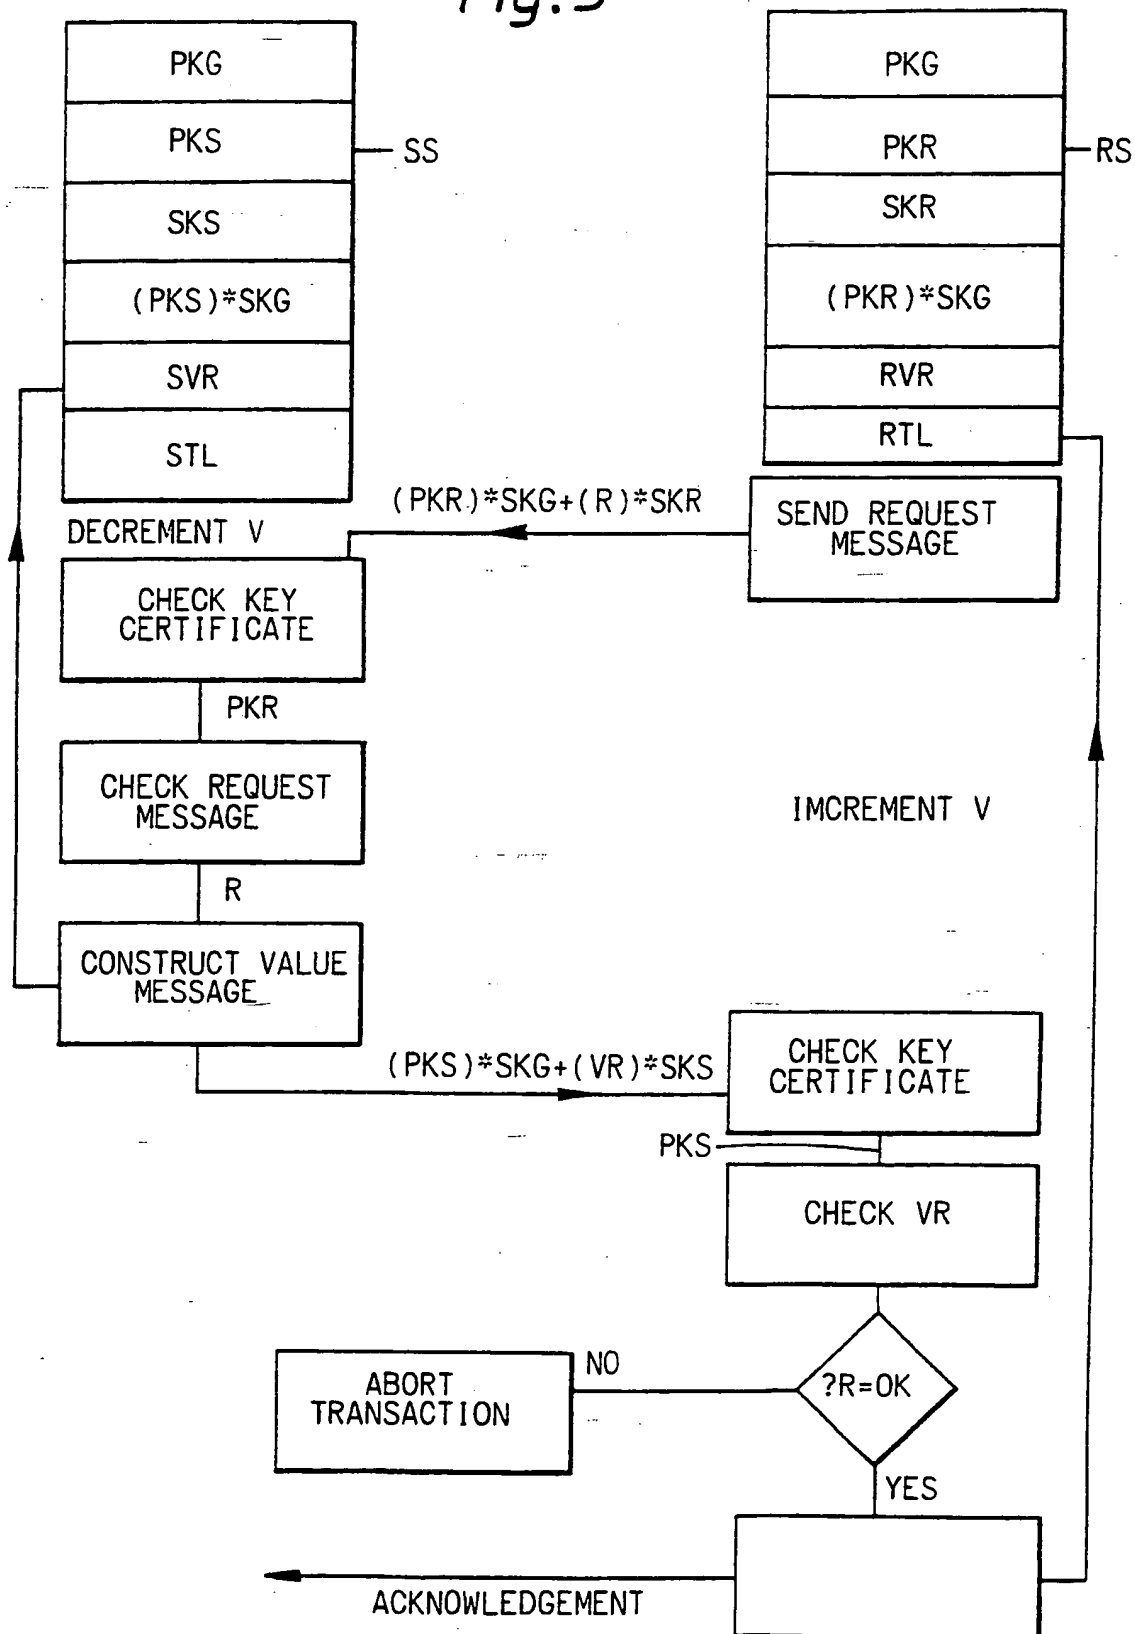 Fig. 5
PKG
PKS
SS
SKS
(PKS)*SKG
SVR
STL
PKG
PKR
RS
SKR
(PKR)*SKG
RVR
RTL
(PKR)*SKG+(R)*SKR
SEND REQUEST
MESSAGE
DECREMENT V
CHECK KEY
CERTIFICATE
PKR
CHECK REQUEST
MESSAGE
IMCREMENT V
R
CONSTRUCT VALUE
MESSAGE
(PKS)*SKG+(VR)*SKS
CHECK KEY
CERTIFICATE
PKS
CHECK VR
?R=OK
NO
ABORT
TRANSACTION
YES
ACKNOWLEDGEMENT